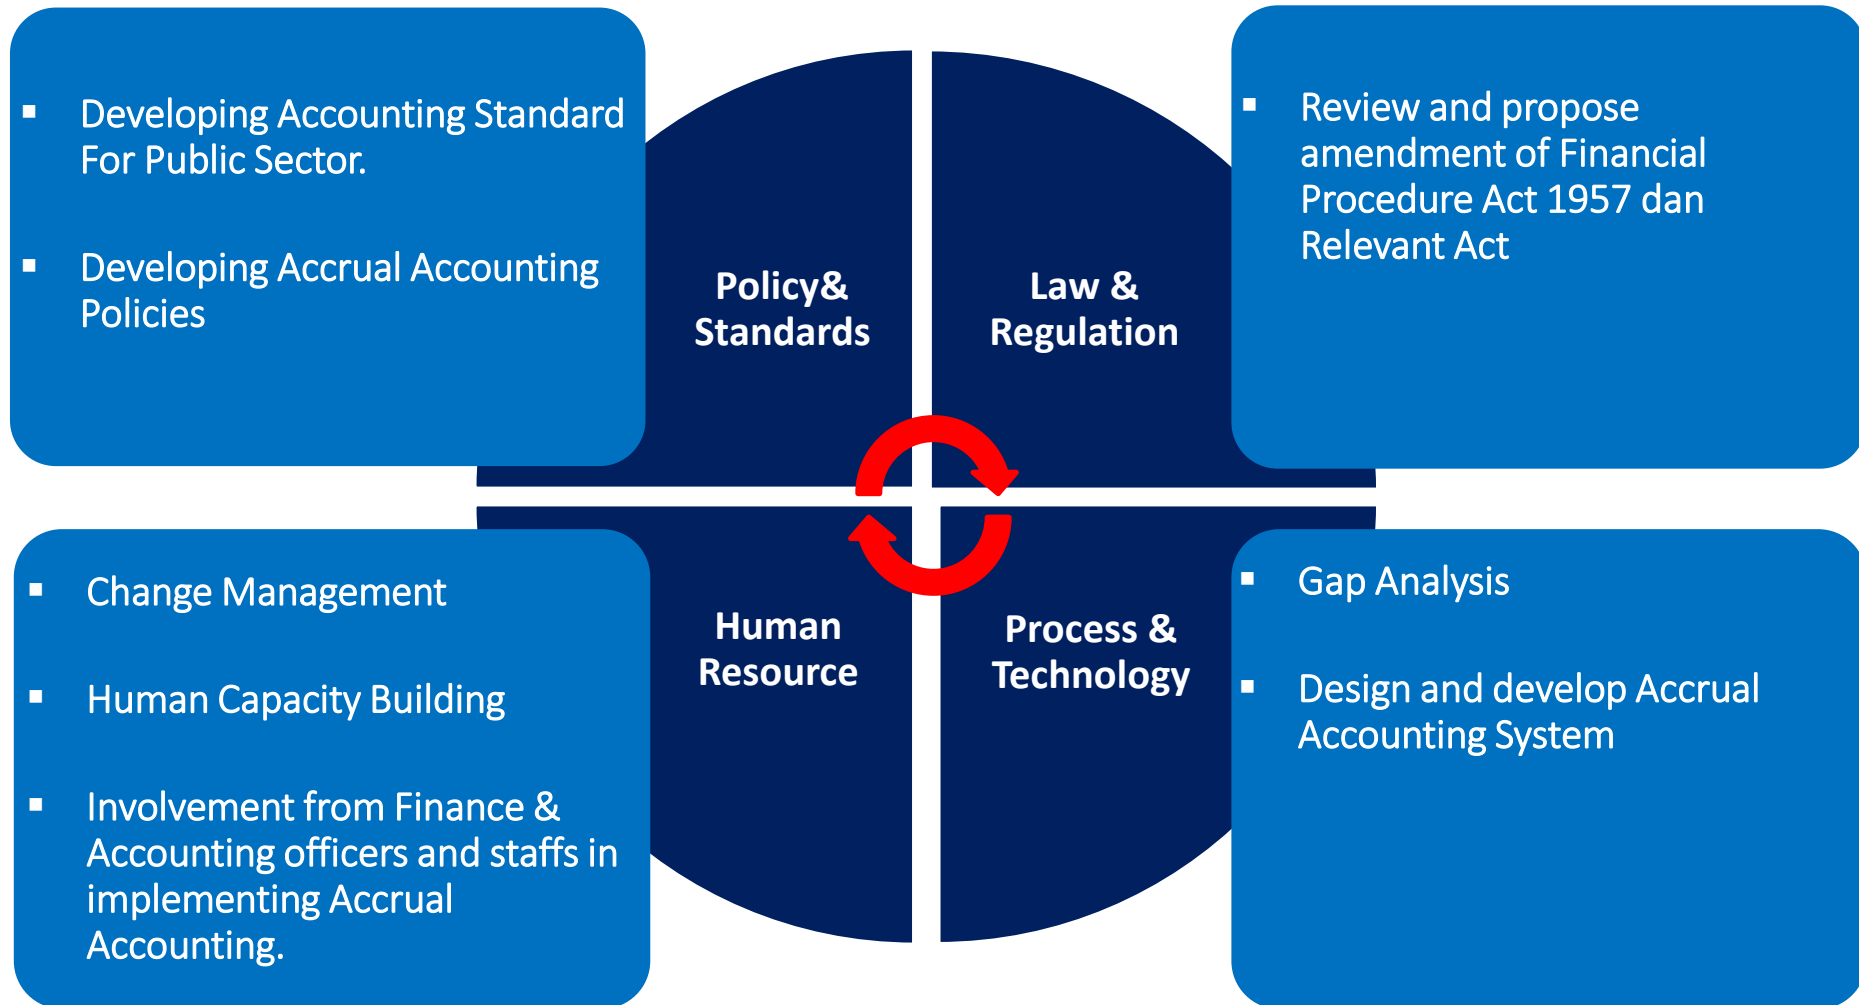 ▪ Developing Accounting Standard
For Public Sector.
▪ Developing Accrual Accounting
Policies
Policy&
Standards
Law &
Regulation
▪ Review and propose
amendment of Financial
Procedure Act 1957 dan
Relevant Act
▪ Change Management
▪ Human Capacity Building
▪ Involvement from Finance &
Accounting officers and staffs in
implementing Accrual
Accounting.
Human
Resource
Process &
Technology
▪ Gap Analysis
▪ Design and develop Accrual
Accounting System